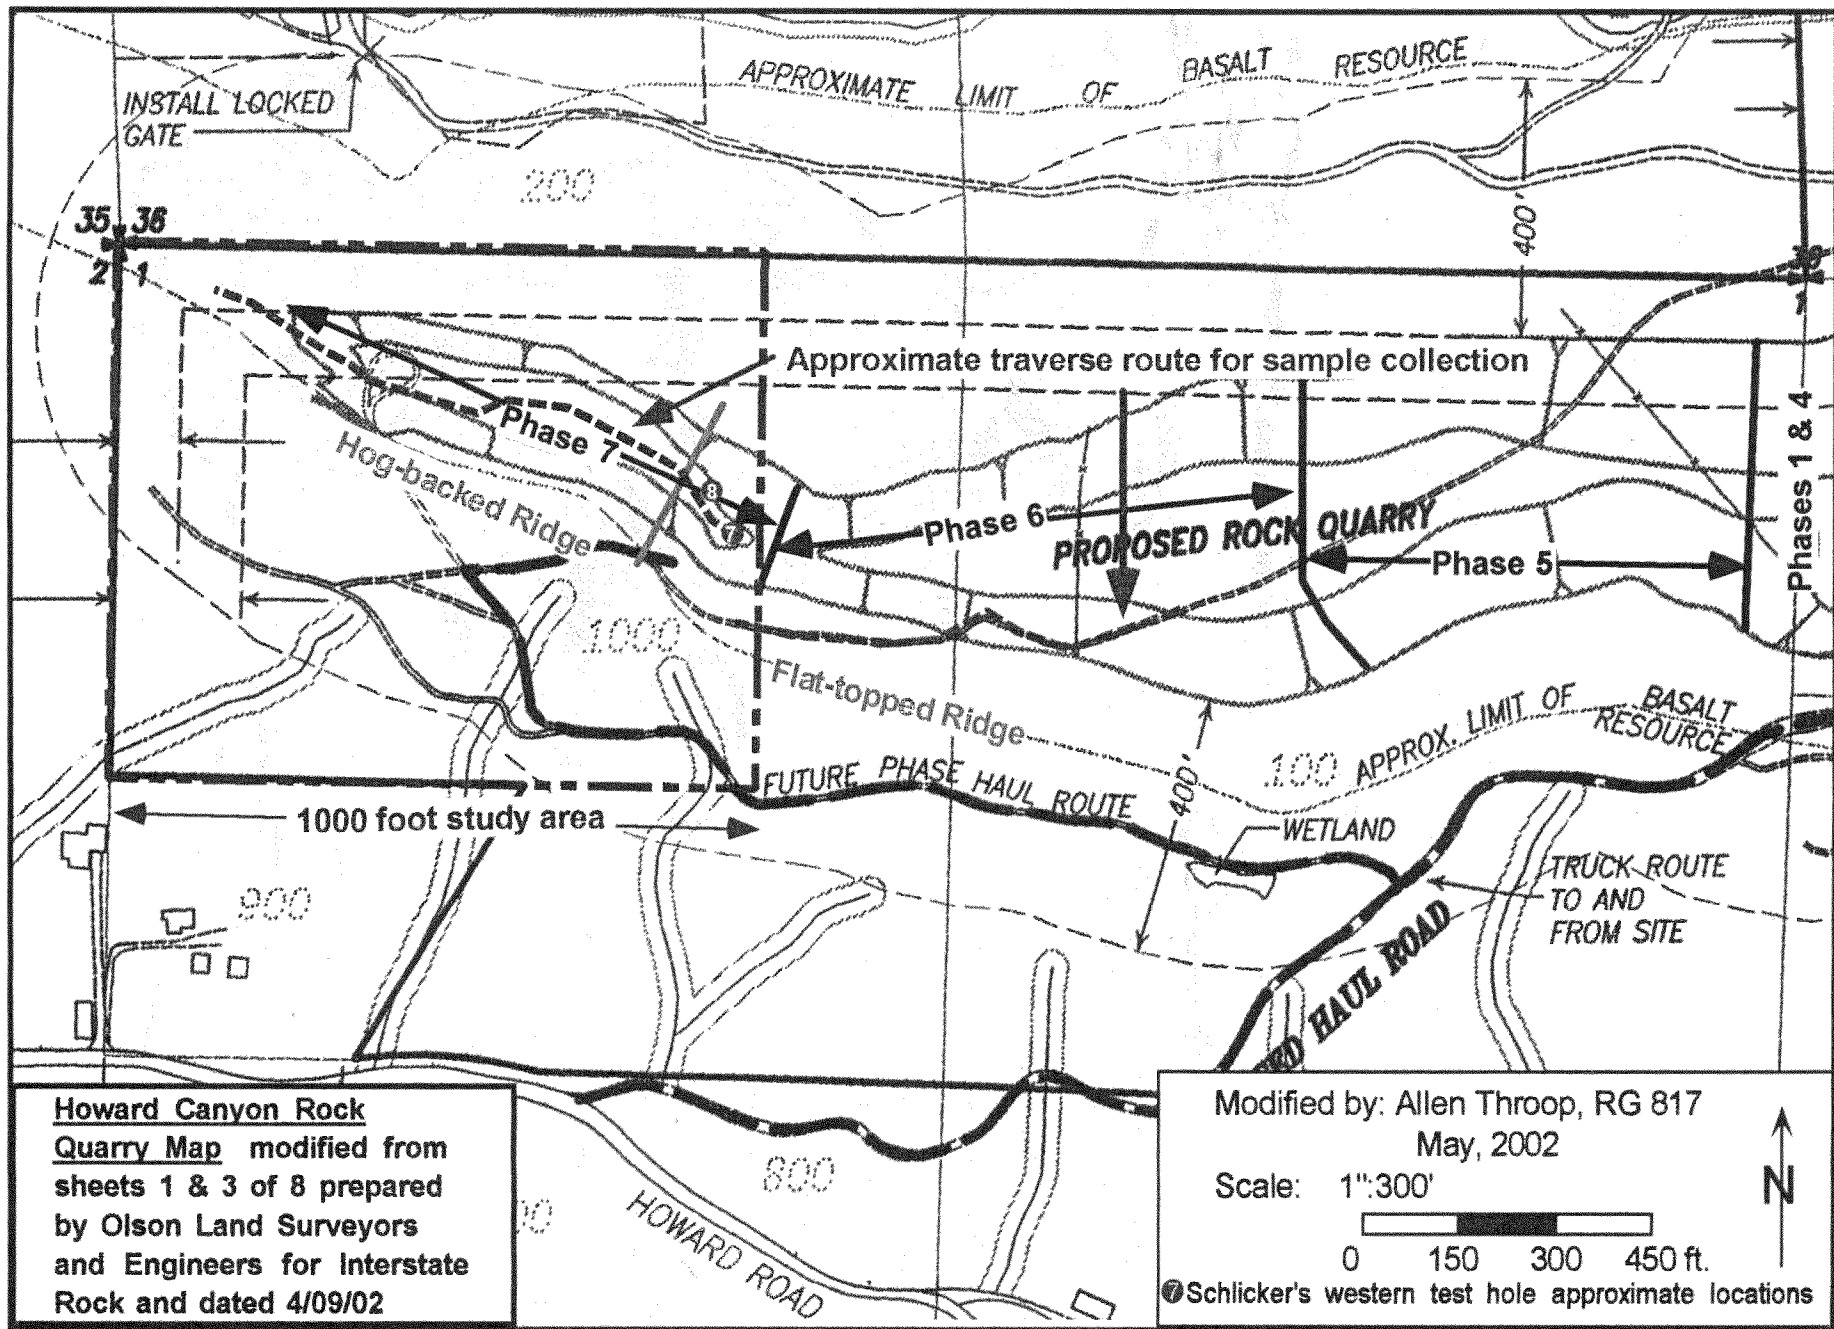 APPROXIMATE LIMIT OF BASALT RESOURCE
INSTALL LOCKED
GATE
200
35 36
2 1
400'
36
Approximate traverse route for sample collection
Phases 1 & 4
Phase 7
8
7
Hog-backed Ridge
Phase 6
PROPOSED ROCK QUARRY
Phase 5
1000
Flat-topped Ridge
APPROX. LIMIT OF BASALT
RESOURCE
100
400'
FUTURE PHASE HAUL ROUTE
1000 foot study area
WETLAND
TRUCK ROUTE
TO AND
FROM SITE
900
HAUL ROAD
800
HOWARD ROAD
Howard Canyon Rock
Quarry Map modified from
sheets 1 & 3 of 8 prepared
by Olson Land Surveyors
and Engineers for Interstate
Rock and dated 4/09/02
Modified by: Allen Throop, RG 817
May, 2002
Scale: 1":300'
N
0 150 300 450 ft.
7 Schlicker's western test hole approximate locations